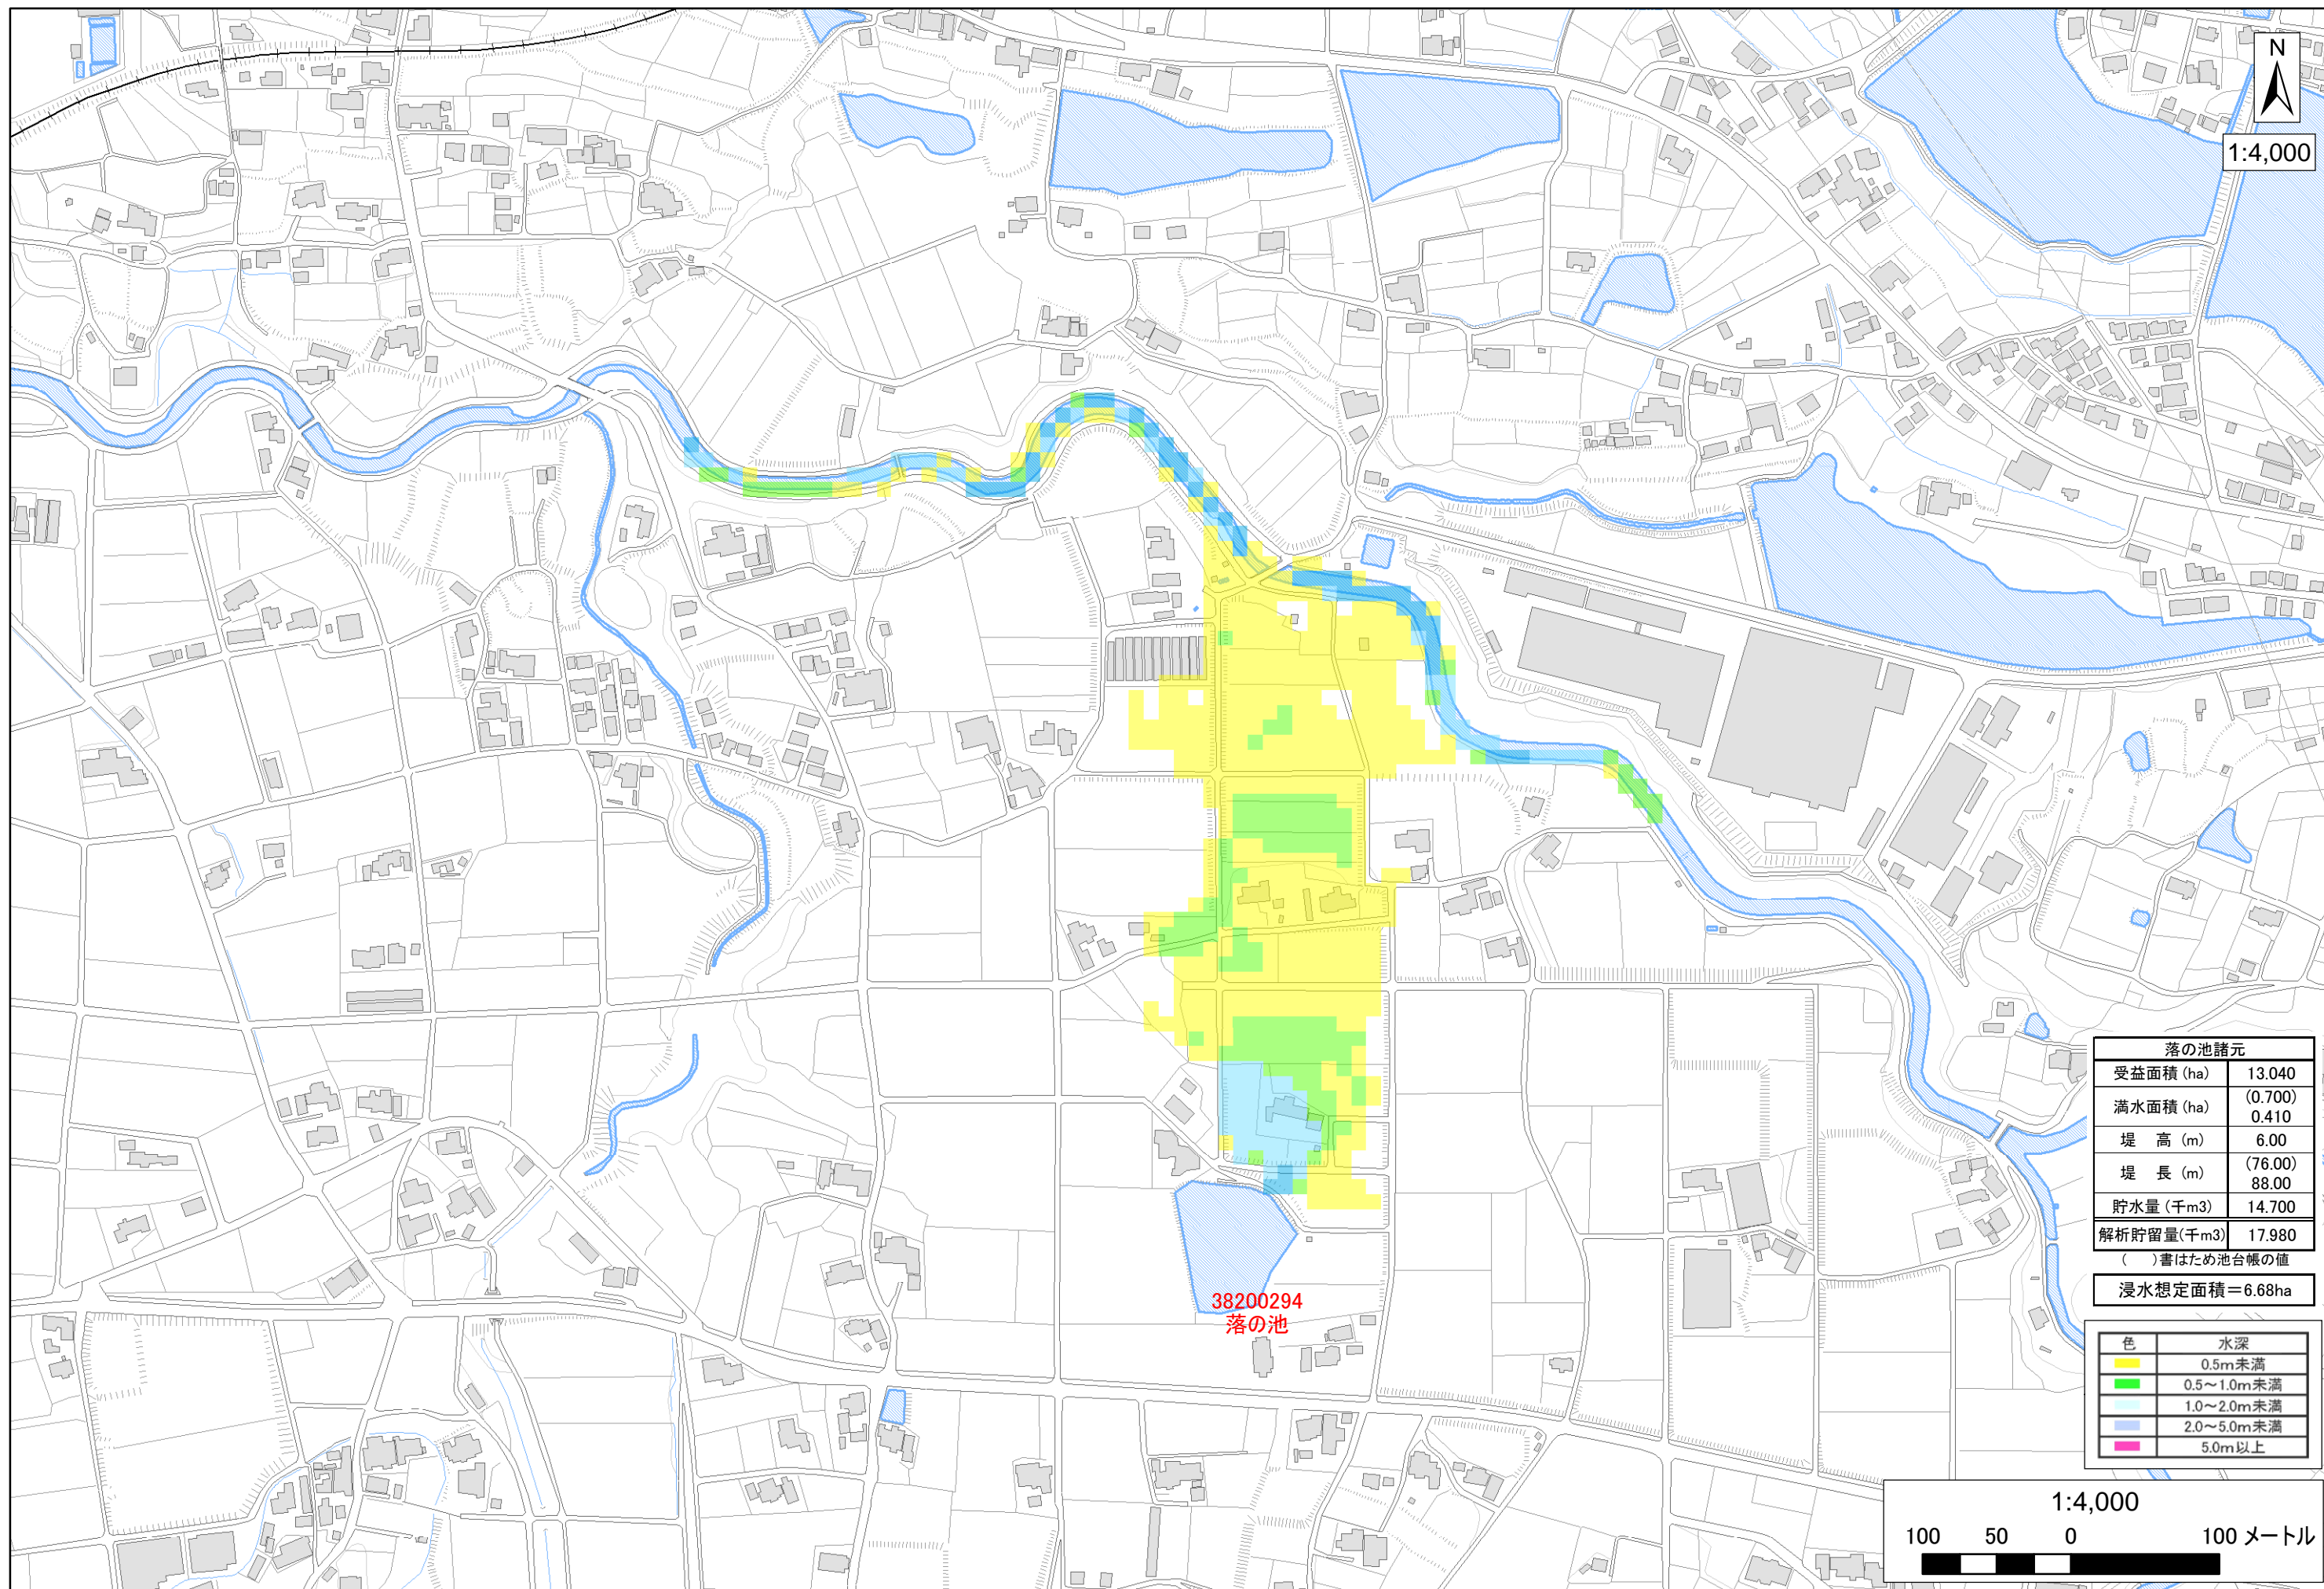 N
1:4,000
38200294
落の池
落の池諸元
受益面積(ha) 13.040
満水面積(ha) (0.700) 0.410
堤 高 (m) 6.00
堤 長 (m) (76.00) 88.00
貯水量(千m3) 14.700
解析貯留量(千m3) 17.980
( )書はため池台帳の値
浸水想定面積=6.68ha
色 水深
0.5m未満
0.5～1.0m未満
1.0～2.0m未満
2.0～5.0m未満
5.0m以上
1:4,000
100 50 0 100 メートル